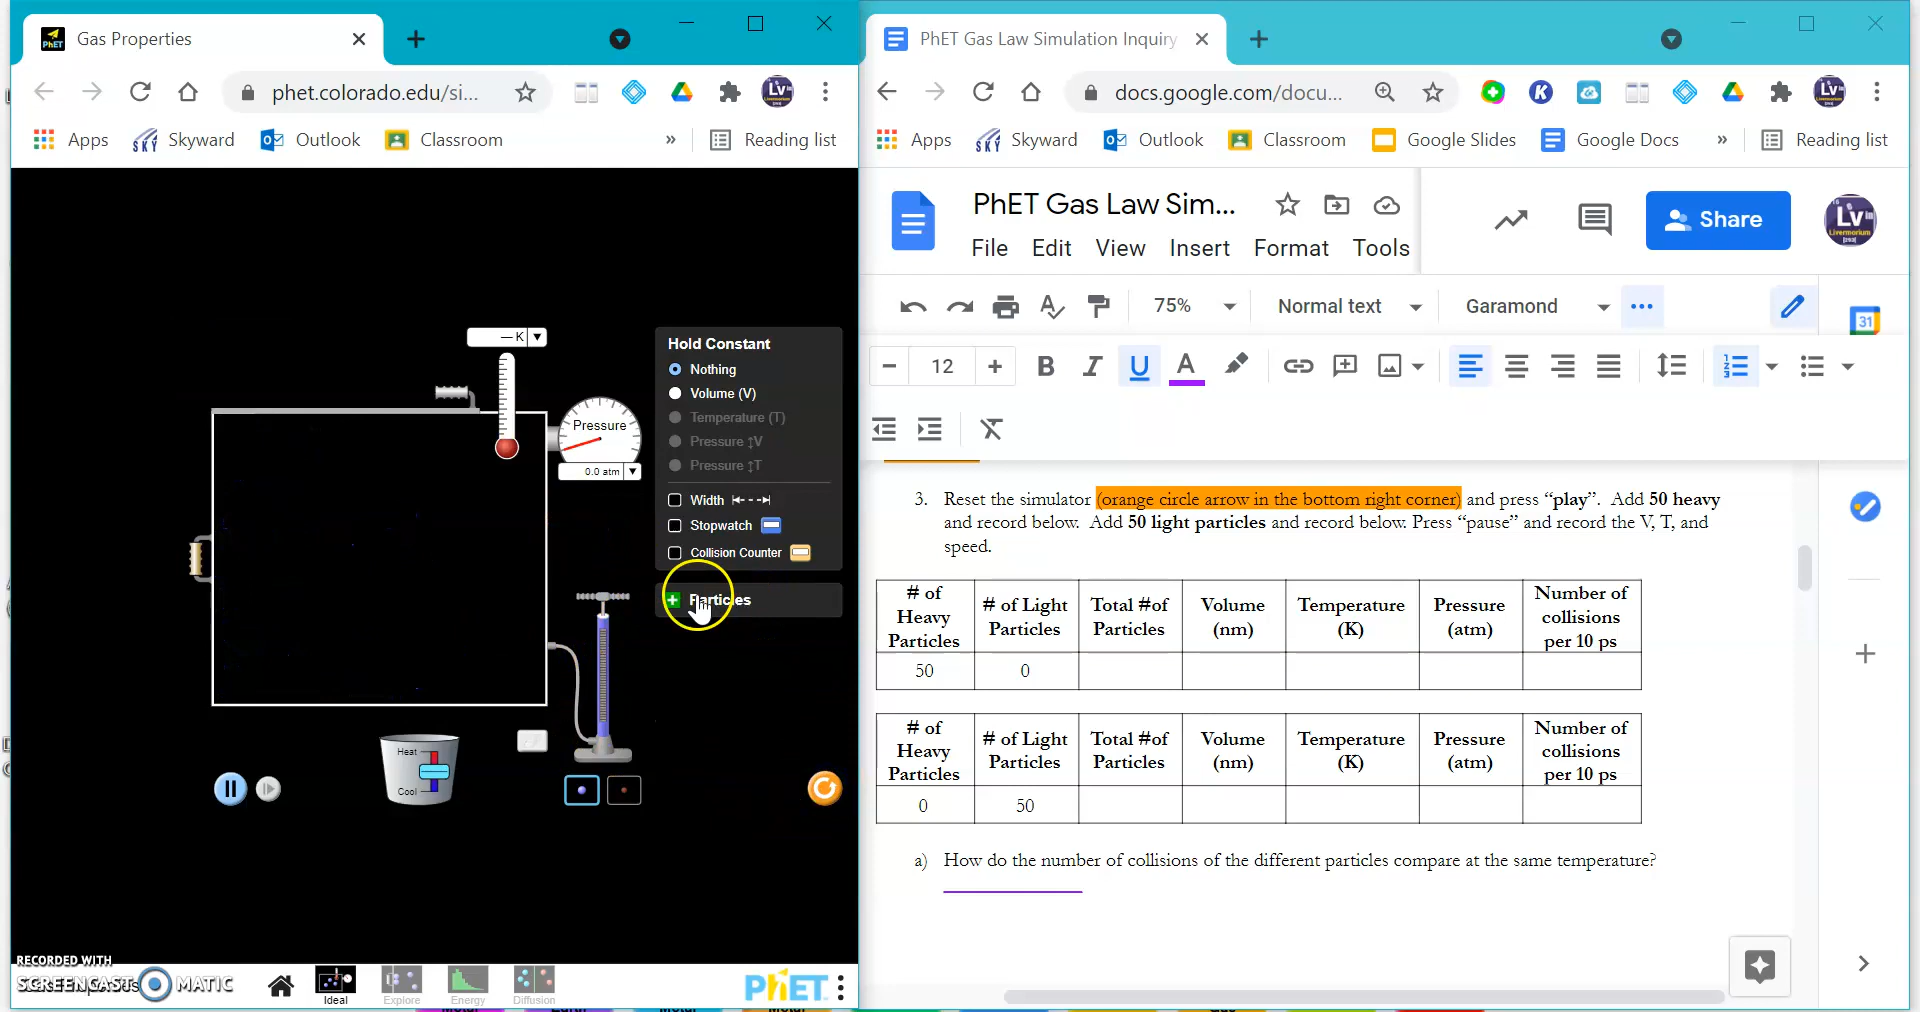 Gas Properties
phet.colorado.edu/si...
Apps
Skyward
Outlook
Classroom
»
Reading list
— K
Pressure
0.0 atm
Hold Constant
Nothing
Volume (V)
Temperature (T)
Pressure ↕V
Pressure ↕T
Width
Stopwatch
Collision Counter
Particles
Heat
Cool
RECORDED WITH
SCREENCAST MATIC
Ideal
Explore
Energy
Diffusion
PhET
PhET Gas Law Simulation Inquiry
docs.google.com/docu...
Apps
Skyward
Outlook
Classroom
Google Slides
Google Docs
»
Reading list
PhET Gas Law Sim...
File Edit View Insert Format Tools
Share
75%
Normal text
Garamond
12
31
3. Reset the simulator (orange circle arrow in the bottom right corner) and press “play”. Add 50 heavy
and record below. Add 50 light particles and record below. Press “pause” and record the V, T, and
speed.
# of Heavy Particles # of Light Particles Total #of Particles Volume (nm) Temperature (K) Pressure (atm) Number of collisions per 10 ps
50 0
# of Heavy Particles # of Light Particles Total #of Particles Volume (nm) Temperature (K) Pressure (atm) Number of collisions per 10 ps
0 50
a) How do the number of collisions of the different particles compare at the same temperature?